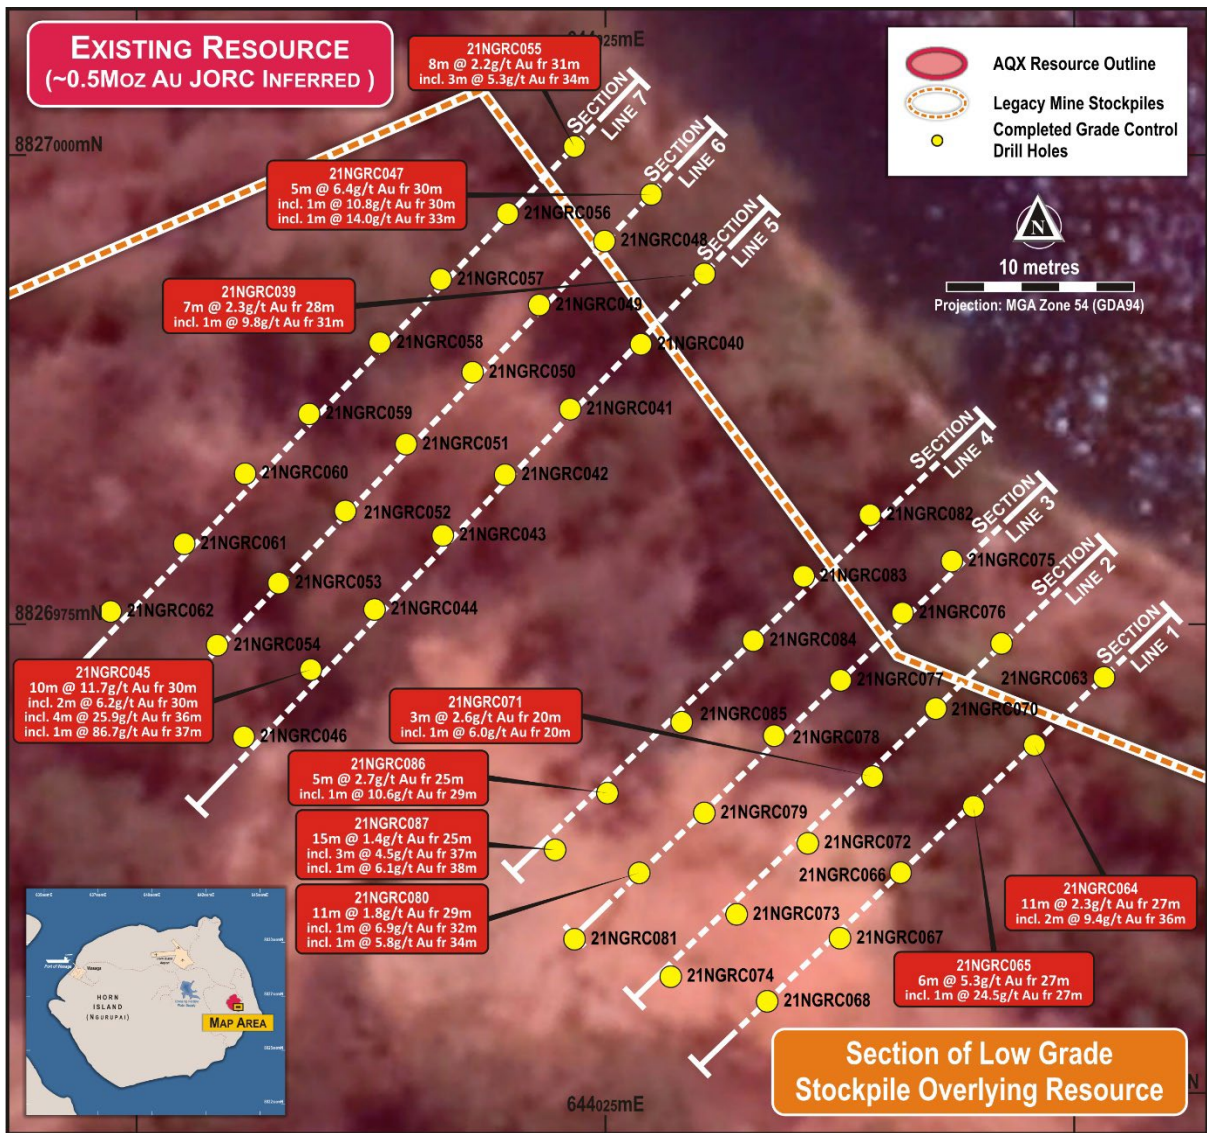 EXISTING RESOURCE
(~0.5MOZ AU JORC INFERRED )
21NGRC055
8m @ 2.2g/t Au fr 31m
incl. 3m @ 5.3g/t Au fr 34m
AQX Resource Outline
Legacy Mine Stockpiles
Completed Grade Control
Drill Holes
N
10 metres
Projection: MGA Zone 54 (GDA94)
8827000mN
SECTION
LINE 7
SECTION
LINE 6
SECTION
LINE 5
21NGRC047
5m @ 6.4g/t Au fr 30m
incl. 1m @ 10.8g/t Au fr 30m
incl. 1m @ 14.0g/t Au fr 33m
21NGRC056
21NGRC048
21NGRC057
21NGRC039
7m @ 2.3g/t Au fr 28m
incl. 1m @ 9.8g/t Au fr 31m
21NGRC049
21NGRC058
21NGRC040
21NGRC050
21NGRC059
21NGRC041
21NGRC051
21NGRC060
21NGRC042
SECTION
LINE 4
21NGRC052
21NGRC082
SECTION
LINE 3
21NGRC061
21NGRC043
21NGRC075
21NGRC083
SECTION
LINE 2
21NGRC053
8826975mN
21NGRC062
21NGRC044
21NGRC076
SECTION
LINE 1
21NGRC054
21NGRC084
21NGRC063
21NGRC045
10m @ 11.7g/t Au fr 30m
incl. 2m @ 6.2g/t Au fr 30m
incl. 4m @ 25.9g/t Au fr 36m
incl. 1m @ 86.7g/t Au fr 37m
21NGRC077
21NGRC071
3m @ 2.6g/t Au fr 20m
incl. 1m @ 6.0g/t Au fr 20m
21NGRC070
21NGRC085
21NGRC046
21NGRC078
21NGRC086
5m @ 2.7g/t Au fr 25m
incl. 1m @ 10.6g/t Au fr 29m
21NGRC079
21NGRC087
15m @ 1.4g/t Au fr 25m
incl. 3m @ 4.5g/t Au fr 37m
incl. 1m @ 6.1g/t Au fr 38m
21NGRC072
21NGRC066
21NGRC080
11m @ 1.8g/t Au fr 29m
incl. 1m @ 6.9g/t Au fr 32m
incl. 1m @ 5.8g/t Au fr 34m
21NGRC064
11m @ 2.3g/t Au fr 27m
incl. 2m @ 9.4g/t Au fr 36m
21NGRC073
21NGRC081
21NGRC067
21NGRC065
6m @ 5.3g/t Au fr 27m
incl. 1m @ 24.5g/t Au fr 27m
21NGRC074
21NGRC068
HORN
ISLAND
(NGURUPAI)
MAP AREA
Section of Low Grade
Stockpile Overlying Resource
644025mE